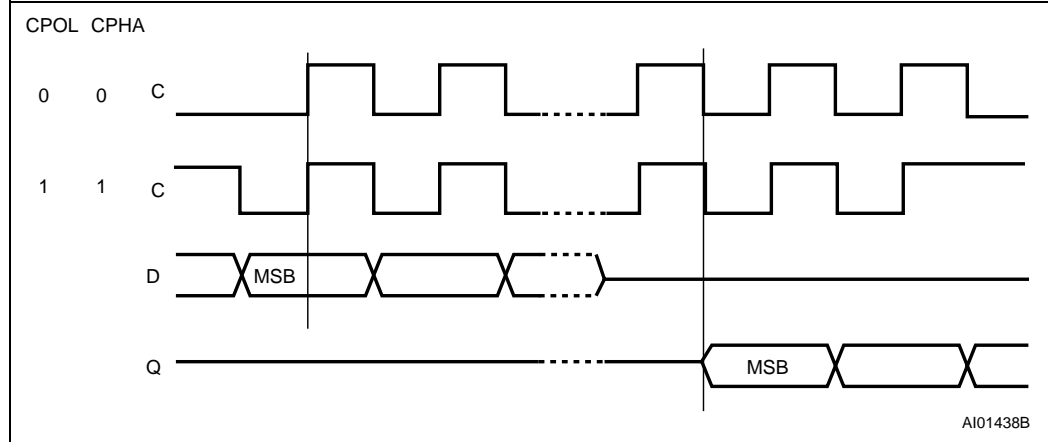 CPOL CPHA
0 0 C
1 1 C
D MSB
Q MSB
AI01438B